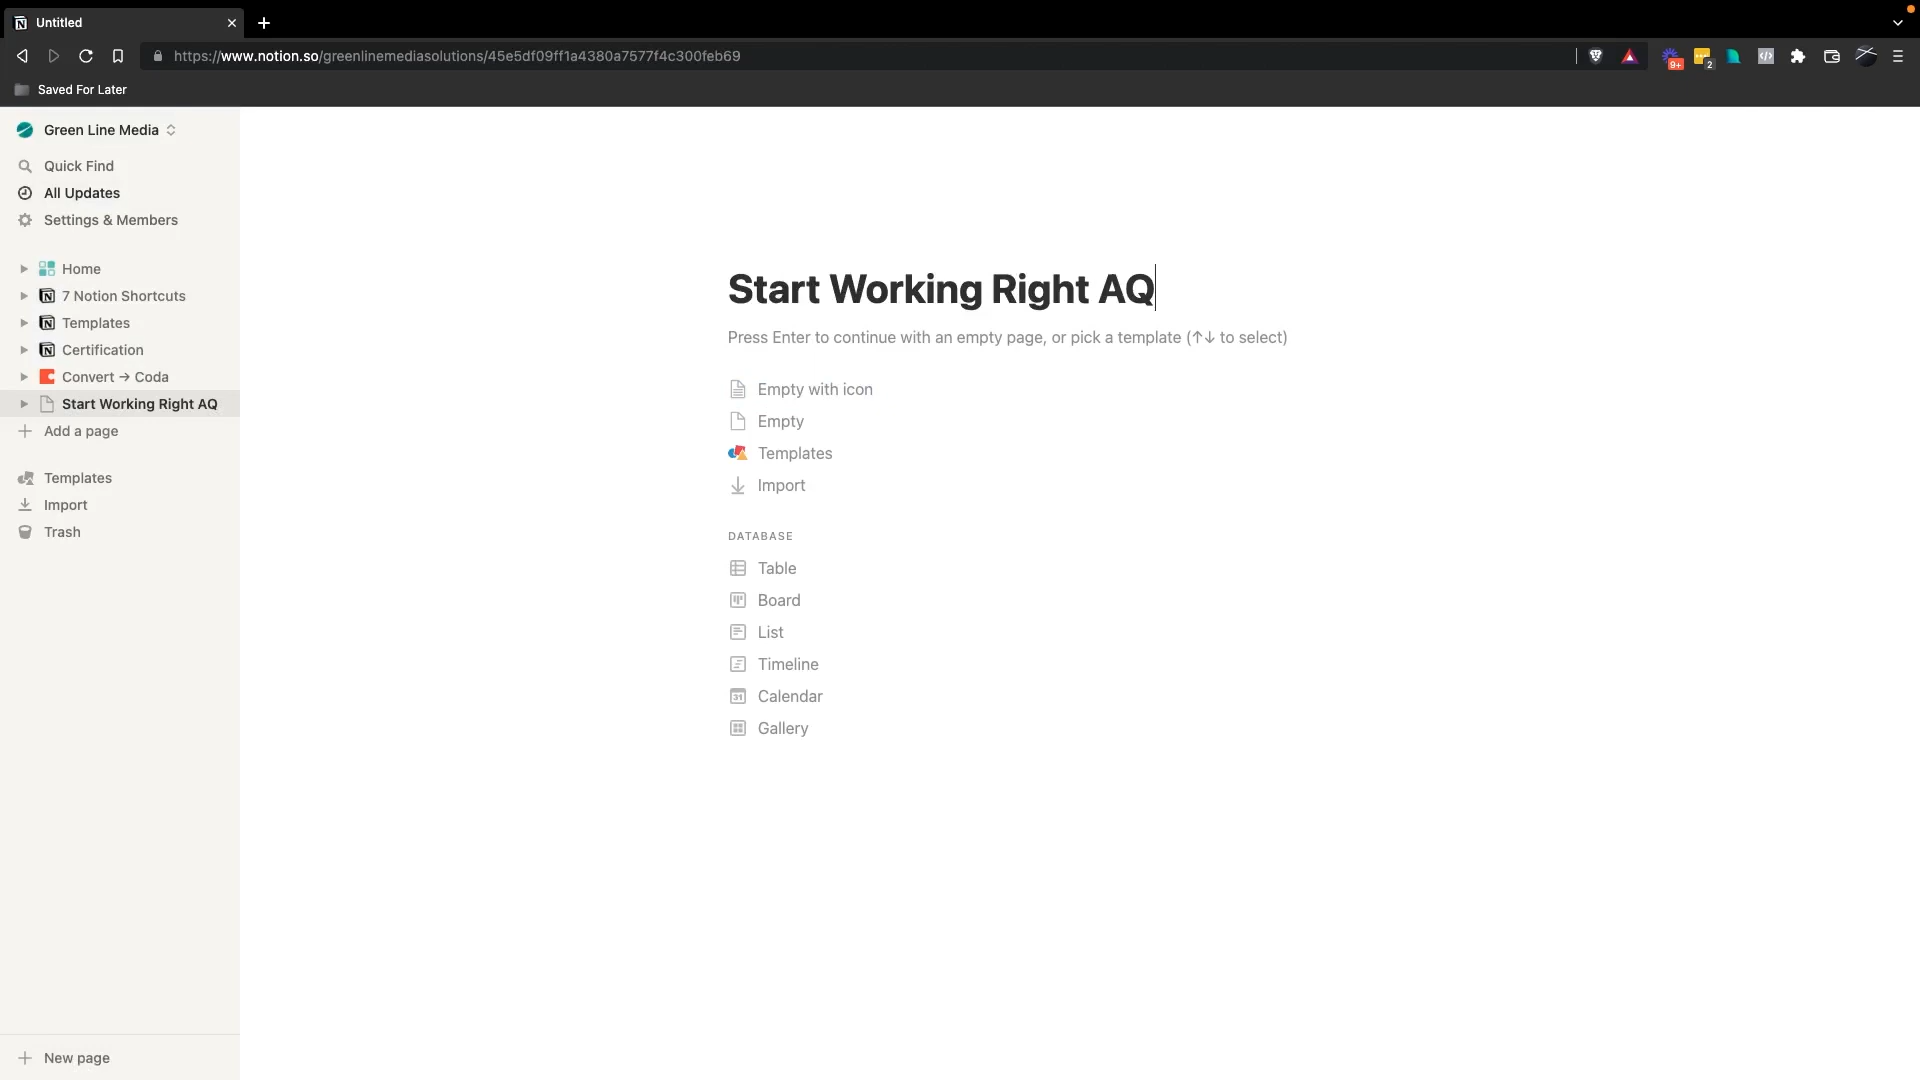 Untitled
https://www.notion.so/greenlinemediasolutions/45e5df09ff1a4380a7577f4c300feb69
9+
2
Saved For Later
Green Line Media
Quick Find
All Updates
Settings & Members
Home
7 Notion Shortcuts
Templates
Certification
Convert → Coda
Start Working Right AQ
Add a page
Templates
Import
Trash
New page
Start Working Right AQ
Press Enter to continue with an empty page, or pick a template (↑↓ to select)
Empty with icon
Empty
Templates
Import
DATABASE
Table
Board
List
Timeline
31
Calendar
Gallery